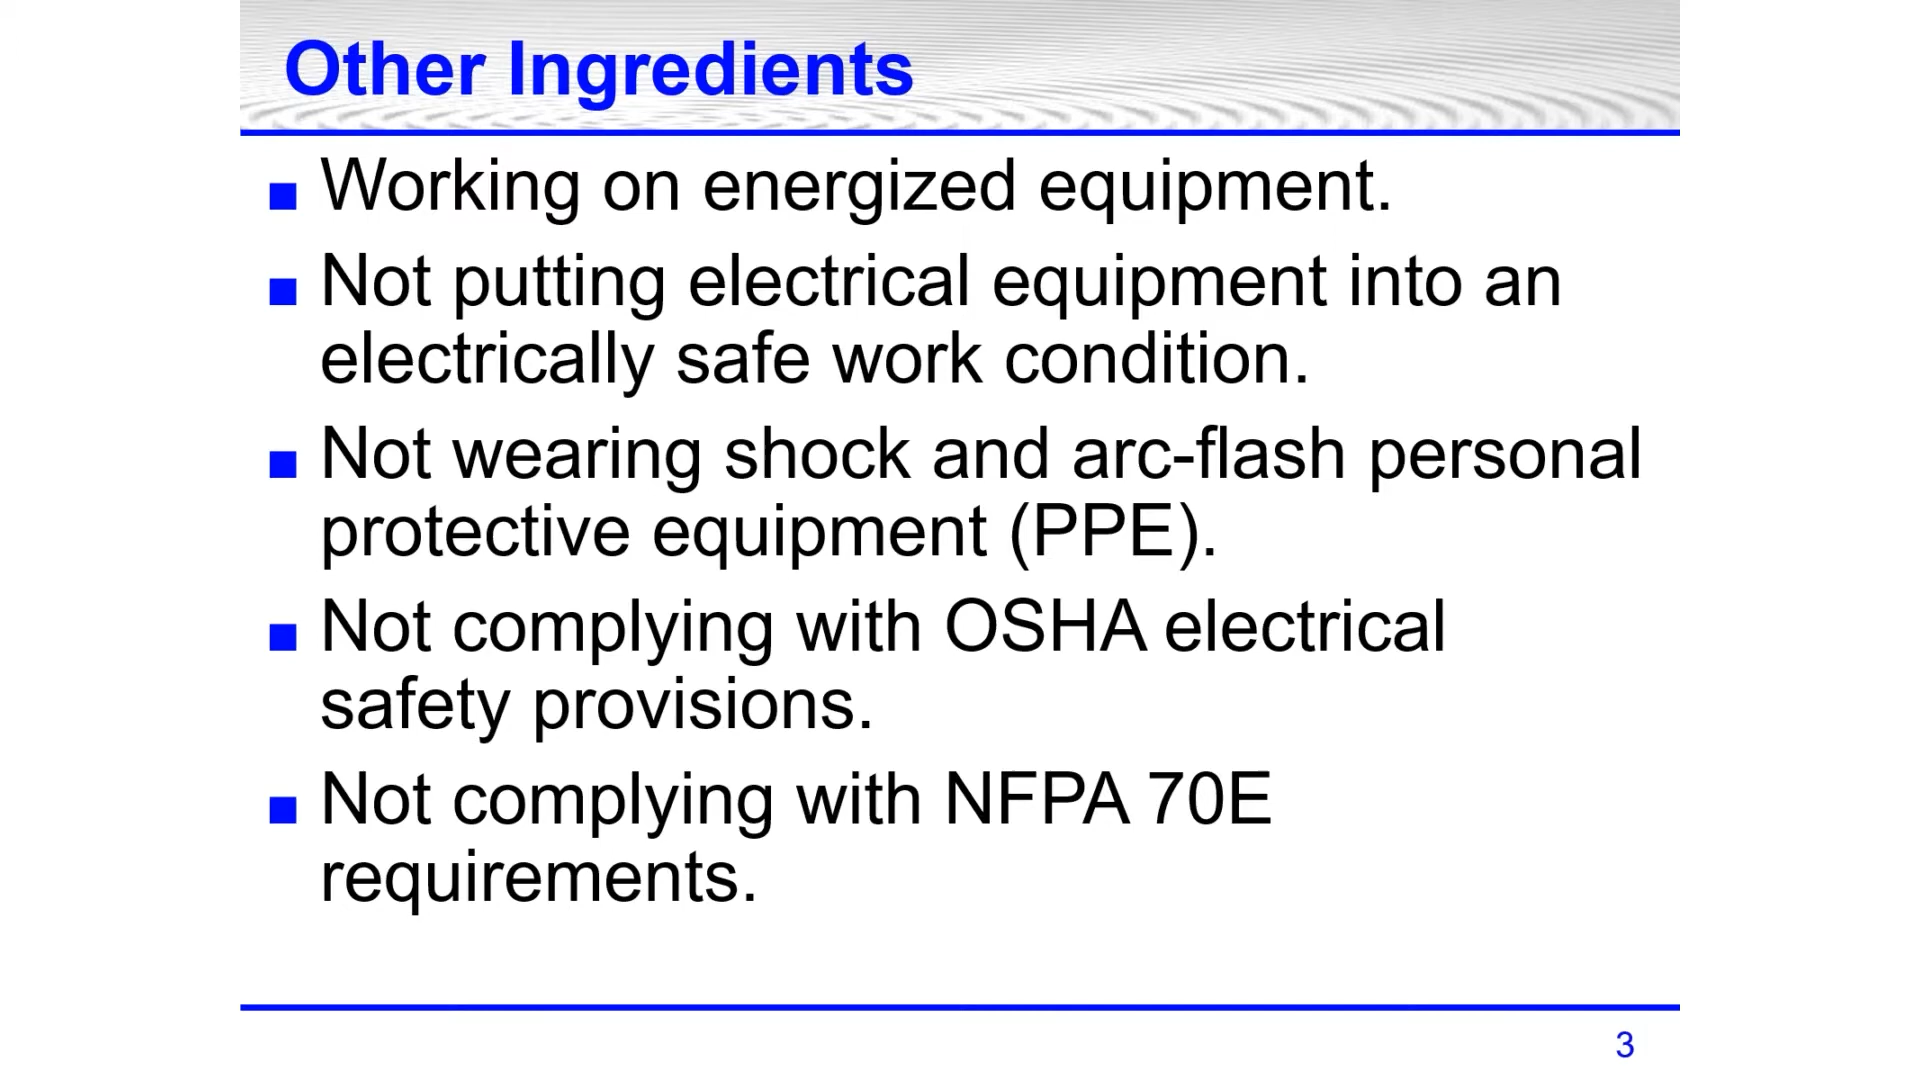 Other Ingredients
Working on energized equipment.
Not putting electrical equipment into an
electrically safe work condition.
Not wearing shock and arc-flash personal
protective equipment (PPE).
Not complying with OSHA electrical
safety provisions.
Not complying with NFPA 70E
requirements.
3